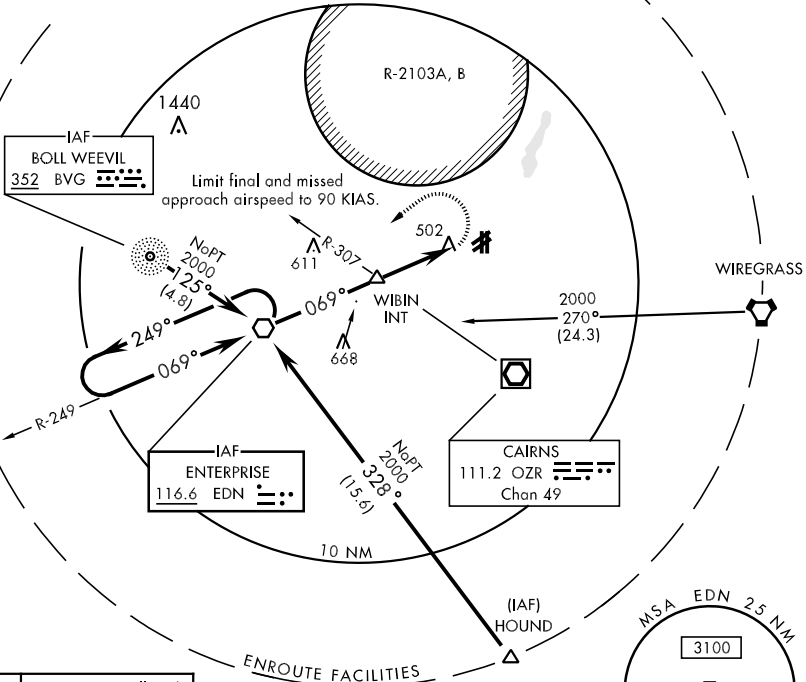 R-2103A, B
1440
IAF
BOLL WEEVIL
352 BVG
Limit final and missed
approach airspeed to 90 KIAS.
502
R-307
611
NoPT
2000
125°
(4.8)
WIREGRASS
069°
WIBIN
INT
2000
270°
(24.3)
249°
069°
668
R-249
IAF
ENTERPRISE
116.6 EDN
NoPT
2000
328°
(15.6)
CAIRNS
111.2 OZR
Chan 49
10 NM
(IAF)
HOUND
MSA EDN 25 NM
3100
ENROUTE FACILITIES